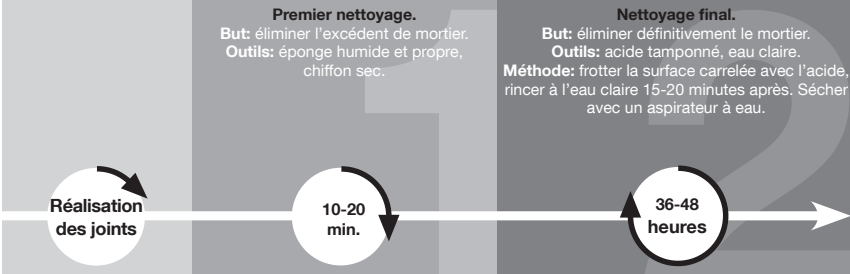 Premier nettoyage.
But: éliminer l'excédent de mortier.
Outils: éponge humide et propre,
chiffon sec.
1
Nettoyage final.
But: éliminer définitivement le mortier.
Outils: acide tamponné, eau claire.
Méthode: frotter la surface carrelée avec l'acide,
rincer à l'eau claire 15-20 minutes après. Sécher
avec un aspirateur à eau.
2
Réalisation
des joints
10-20
min.
36-48
heures